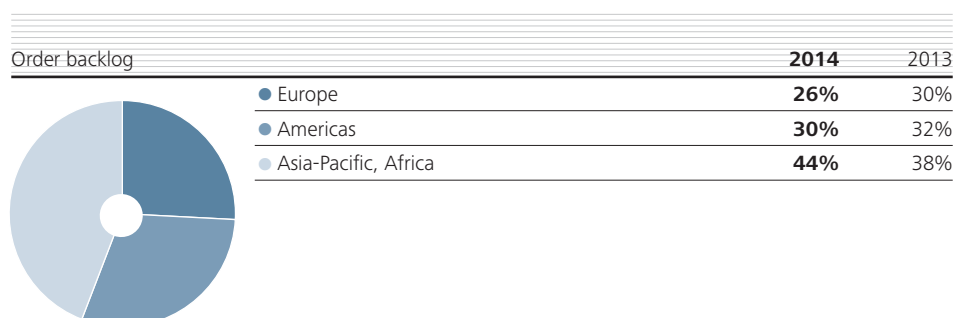 Order backlog 2014 2013
Europe 26% 30%
Americas 30% 32%
Asia-Pacific, Africa 44% 38%